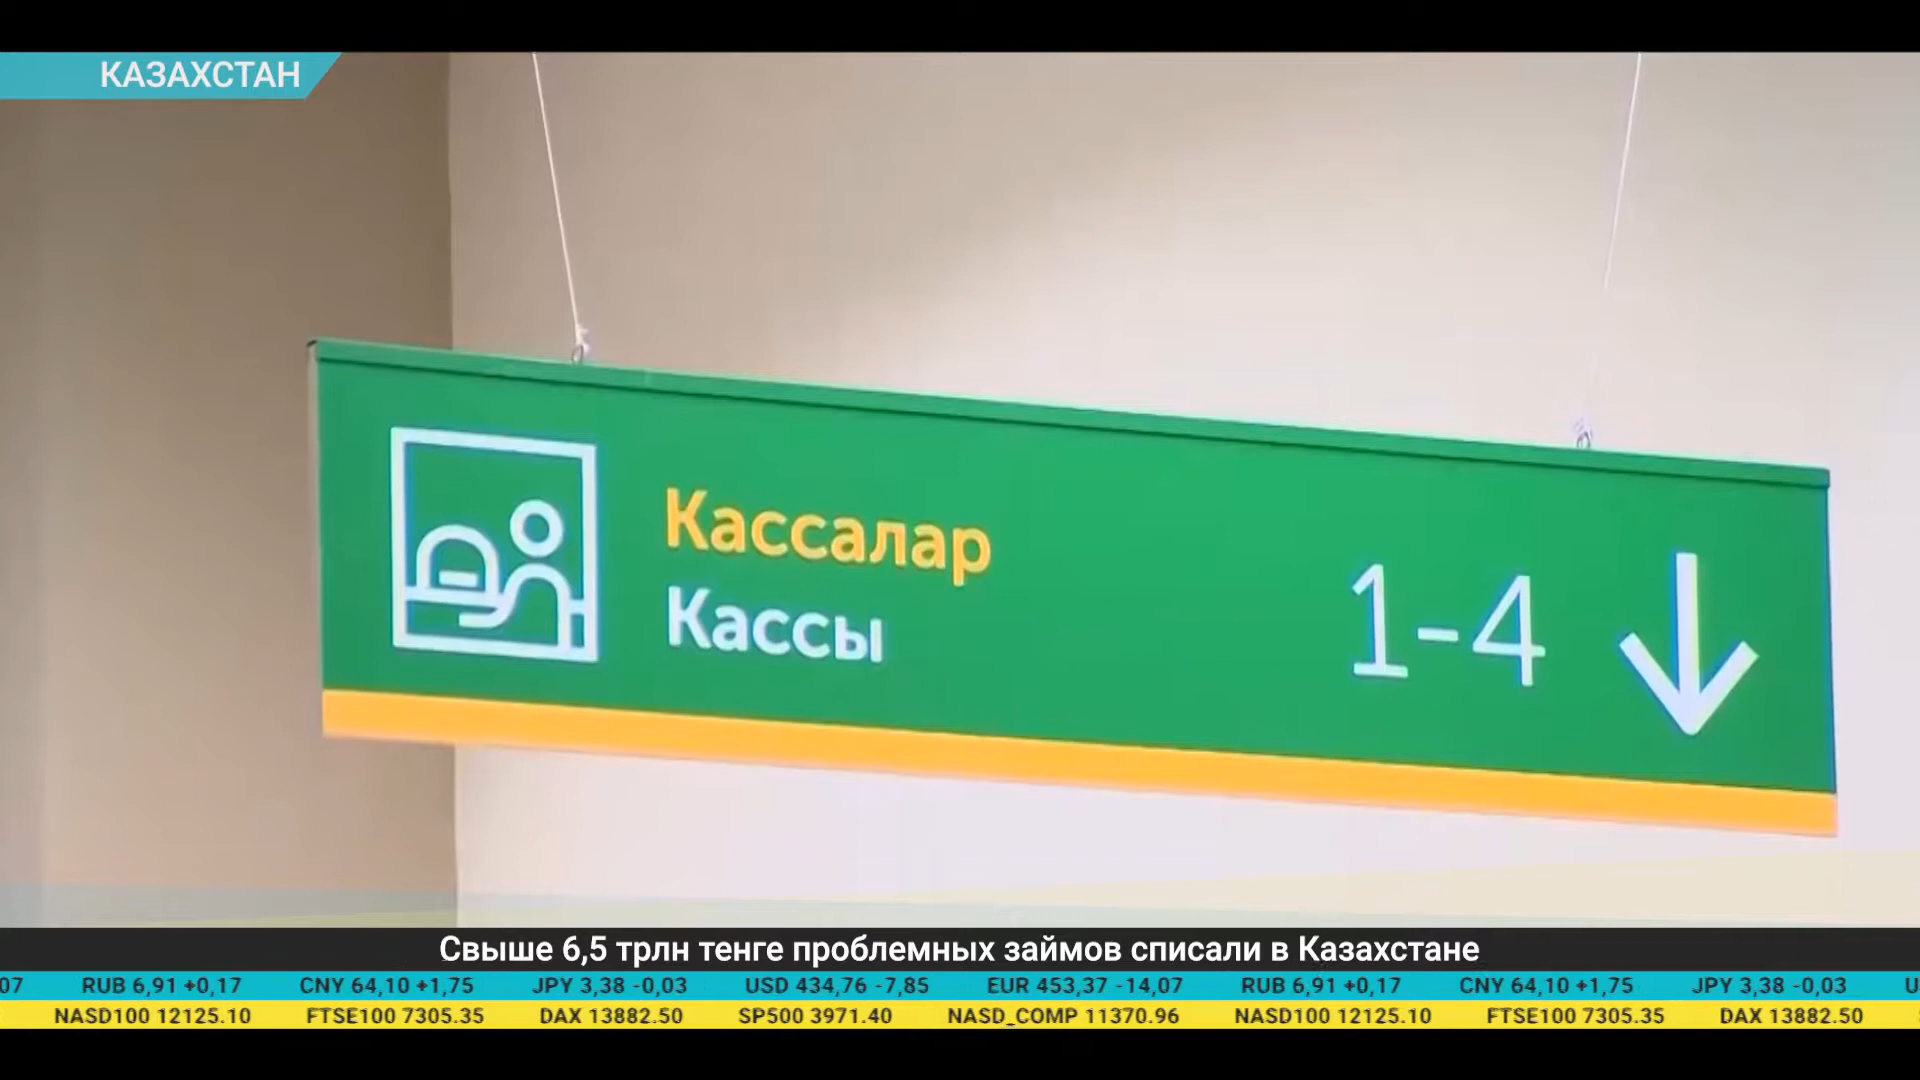 КАЗАХСТАН
Кассалар
Кассы
1-4
Свыше 6,5 трлн тенге проблемных займов списали в Казахстане
07 RUB 6,91 +0,17 CNY 64,10 +1,75 JPY 3,38 -0,03 USD 434,76 -7,85 EUR 453,37 -14,07 RUB 6,91 +0,17 CNY 64,10 +1,75 JPY 3,38 -0,03
NASD100 12125.10 FTSE100 7305.35 DAX 13882.50 SP500 3971.40 NASD_COMP 11370.96 NASD100 12125.10 FTSE100 7305.35 DAX 13882.50